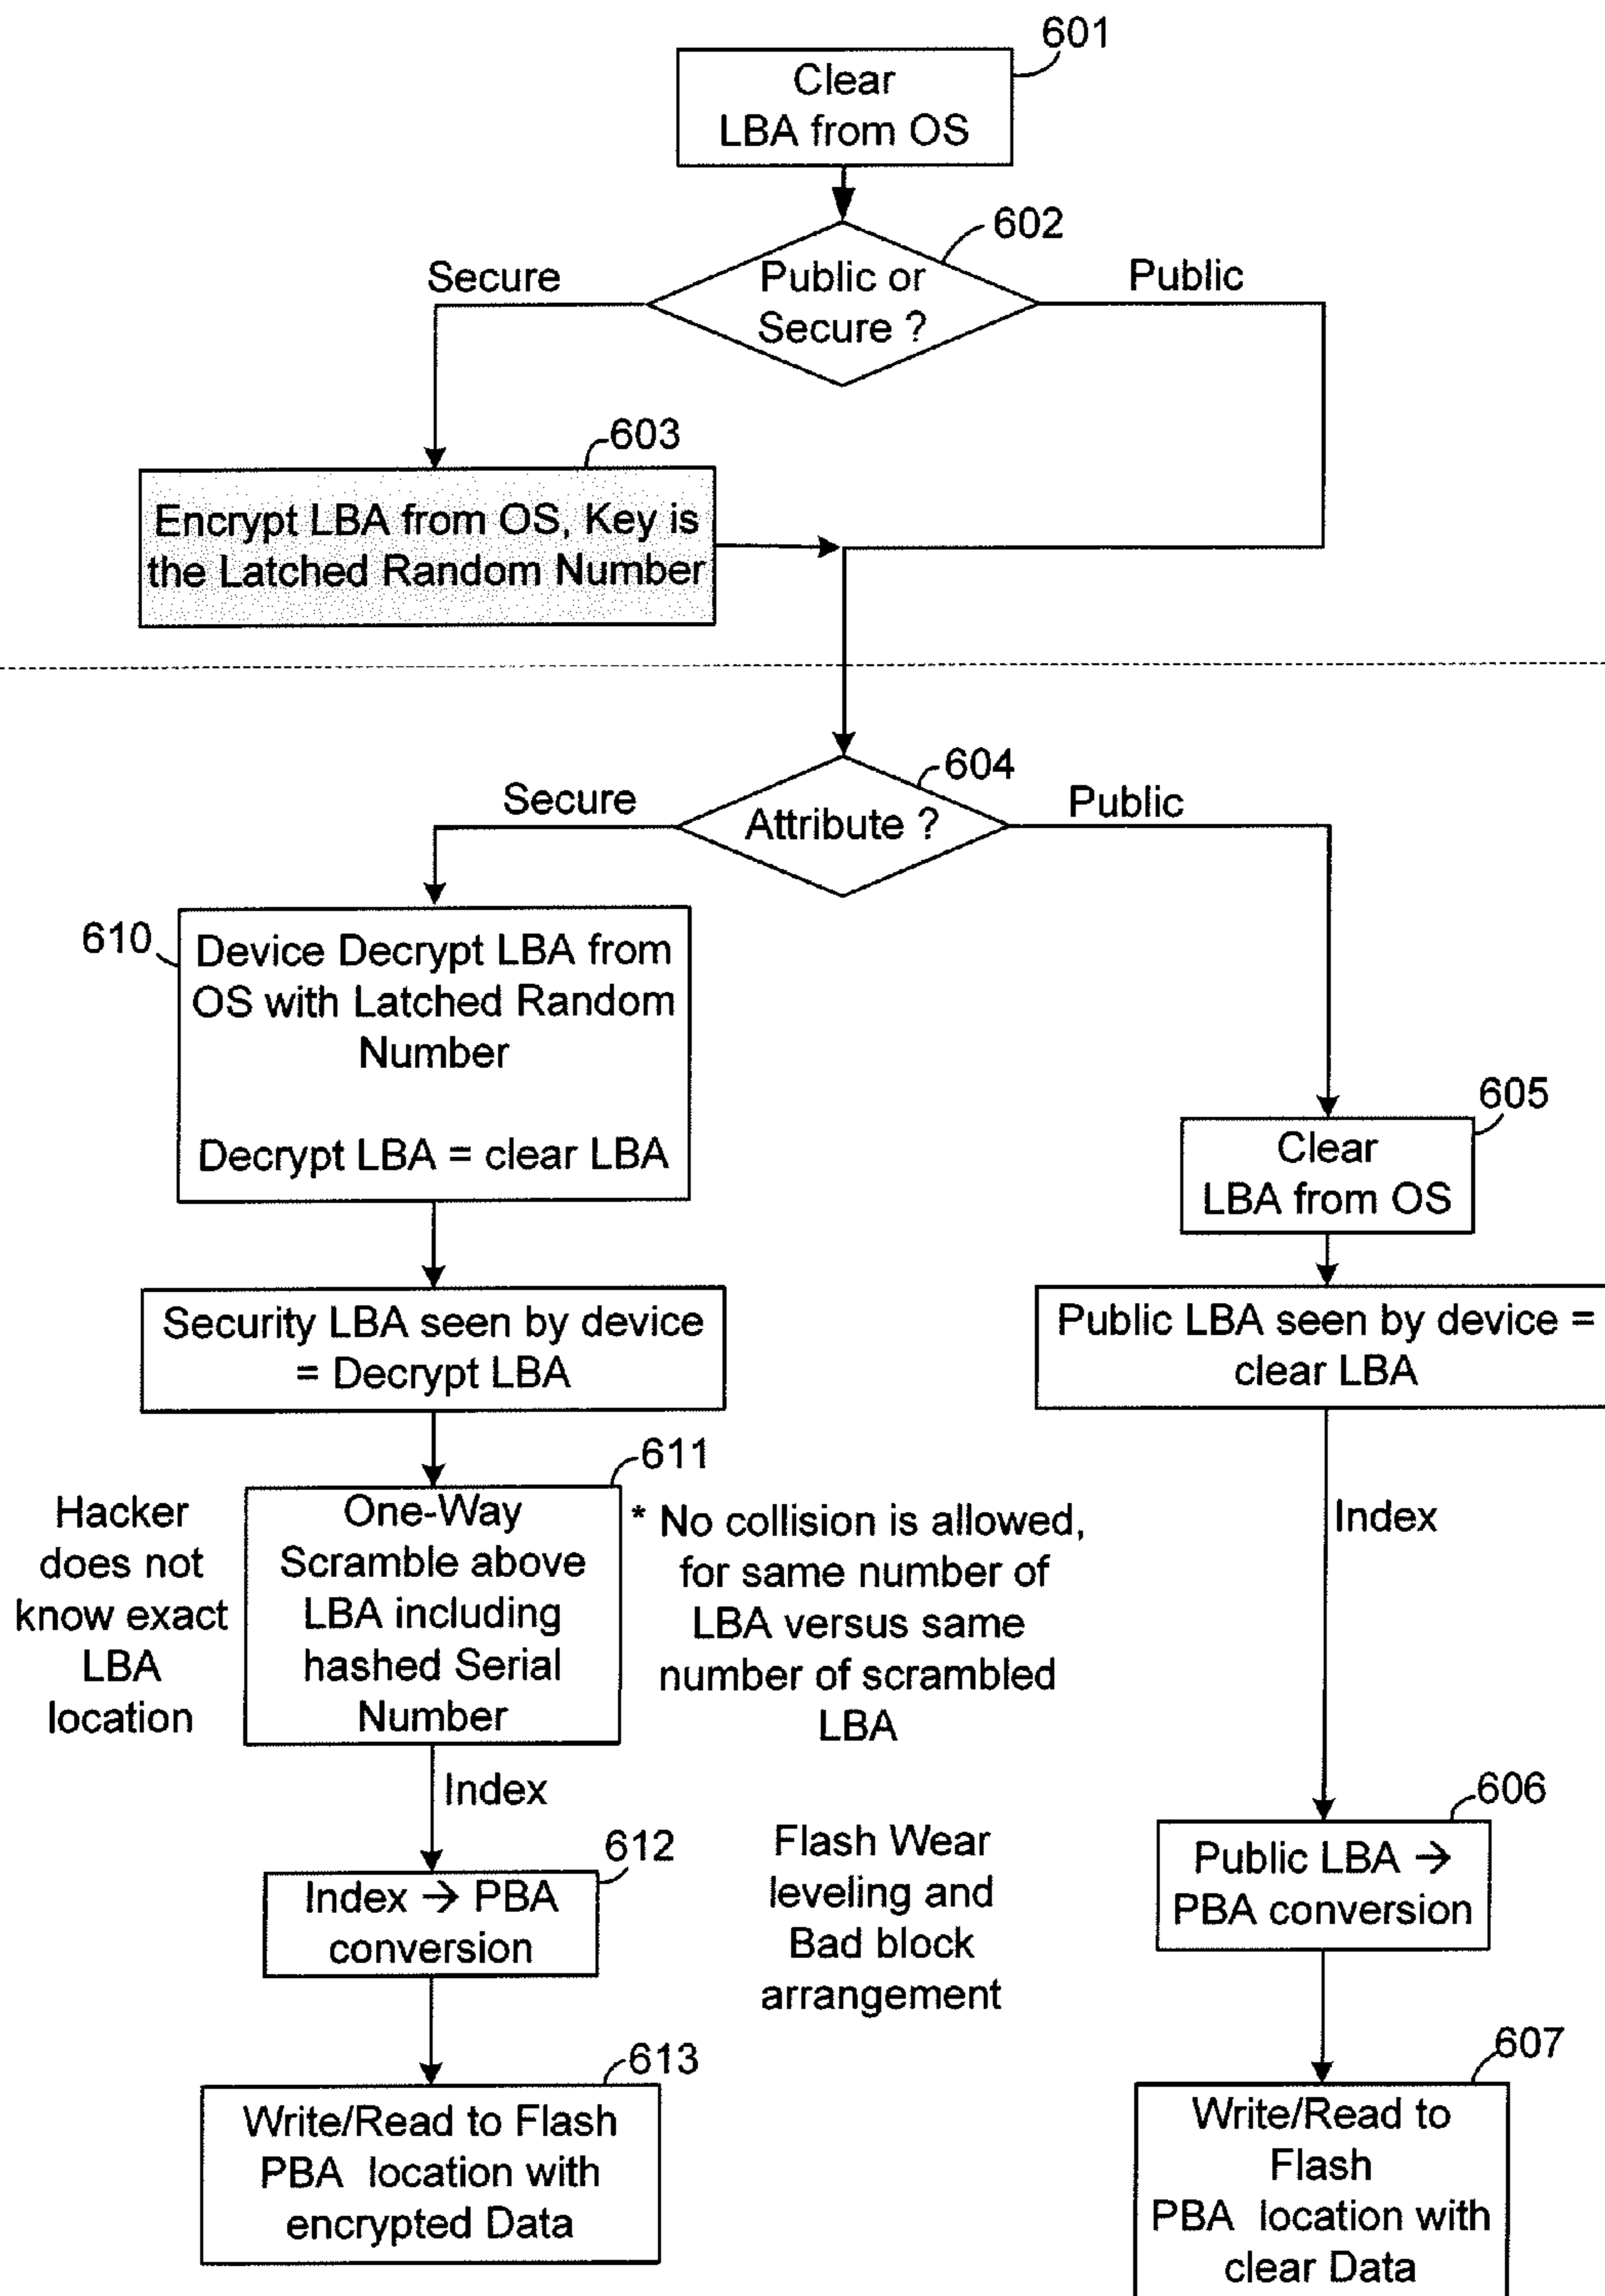 601
Clear
LBA from OS
602
Secure
Public or
Secure ?
Public
603
Encrypt LBA from OS, Key is
the Latched Random Number
604
Secure
Attribute ?
Public
610
Device Decrypt LBA from
OS with Latched Random
Number
Decrypt LBA = clear LBA
605
Clear
LBA from OS
Security LBA seen by device
= Decrypt LBA
Public LBA seen by device =
clear LBA
611
Hacker
does not
know exact
LBA
location
One-Way
Scramble above
LBA including
hashed Serial
Number
* No collision is allowed,
for same number of
LBA versus same
number of scrambled
LBA
Index
Index
612
Index → PBA
conversion
Flash Wear
leveling and
Bad block
arrangement
606
Public LBA →
PBA conversion
613
Write/Read to Flash
PBA location with
encrypted Data
607
Write/Read to
Flash
PBA location with
clear Data